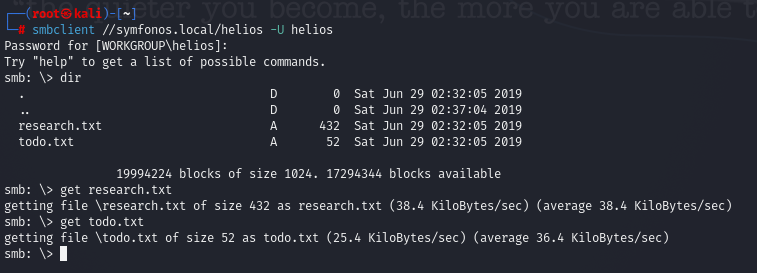 eter you become, the more you are able t
(root㉿kali)-[~]
# smbclient //symfonos.local/helios -U helios
Password for [WORKGROUP\helios]:
Try "help" to get a list of possible commands.
smb: \> dir
. D 0 Sat Jun 29 02:32:05 2019
.. D 0 Sat Jun 29 02:37:04 2019
research.txt A 432 Sat Jun 29 02:32:05 2019
todo.txt A 52 Sat Jun 29 02:32:05 2019
19994224 blocks of size 1024. 17294344 blocks available
smb: \> get research.txt
getting file \research.txt of size 432 as research.txt (38.4 KiloBytes/sec) (average 38.4 KiloBytes/sec)
smb: \> get todo.txt
getting file \todo.txt of size 52 as todo.txt (25.4 KiloBytes/sec) (average 36.4 KiloBytes/sec)
smb: \>